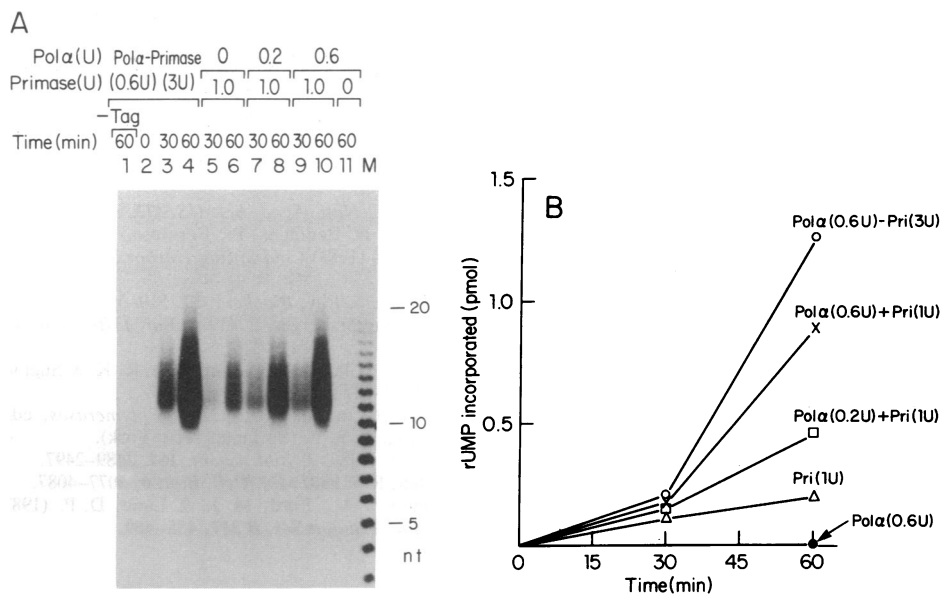 A
Polα(U) Polα-Primase 0 0.2 0.6
Primase(U) (0.6U) (3U) 1.0 1.0 1.0 0
-Tag
Time(min) 60 0 30 60 30 60 30 60 30 60 60
1 2 3 4 5 6 7 8 9 10 11 M
-20
-10
-5
nt
B
rUMP incorporated (pmol)
1.5
1.0
0.5
Polα(0.6U)-Pri(3U)
Polα(0.6U)+Pri(1U)
Polα(0.2U)+Pri(1U)
Pri(1U)
Polα(0.6U)
0 15 30 45 60
Time(min)